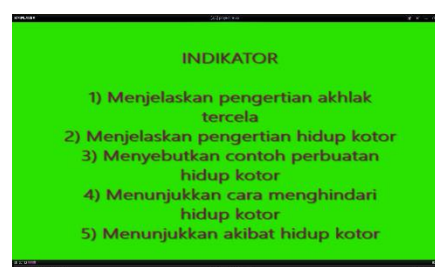 INDIKATOR
1) Menjelaskan pengertian akhlak
tercela
2) Menjelaskan pengertian hidup kotor
3) Menyebutkan contoh perbuatan
hidup kotor
4) Menunjukkan cara menghindari
hidup kotor
5) Menunjukkan akibat hidup kotor